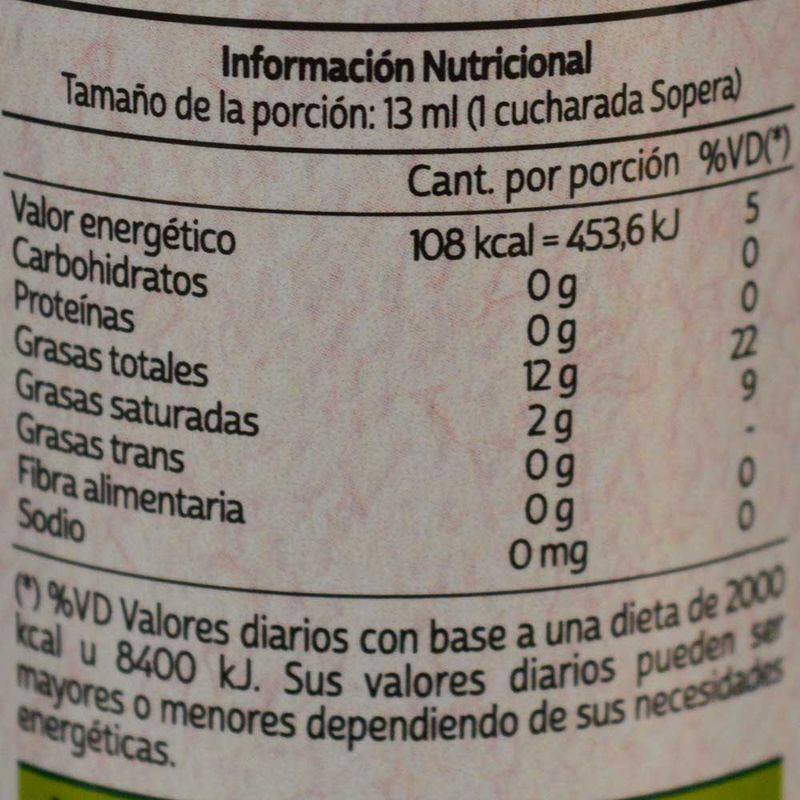 Información Nutricional
Tamaño de la porción: 13 ml (1 cucharada Sopera)
Cant. por porción %VD(*)
Valor energético 108 kcal = 453,6 kJ 5
Carbohidratos 0 g 0
Proteínas 0 g 0
Grasas totales 12 g 22
Grasas saturadas 2 g 9
Grasas trans 0 g -
Fibra alimentaria 0 g 0
Sodio 0 mg 0
(*) %VD Valores diarios con base a una dieta de 2000
kcal u 8400 kJ. Sus valores diarios pueden ser
mayores o menores dependiendo de sus necesidades
energéticas.